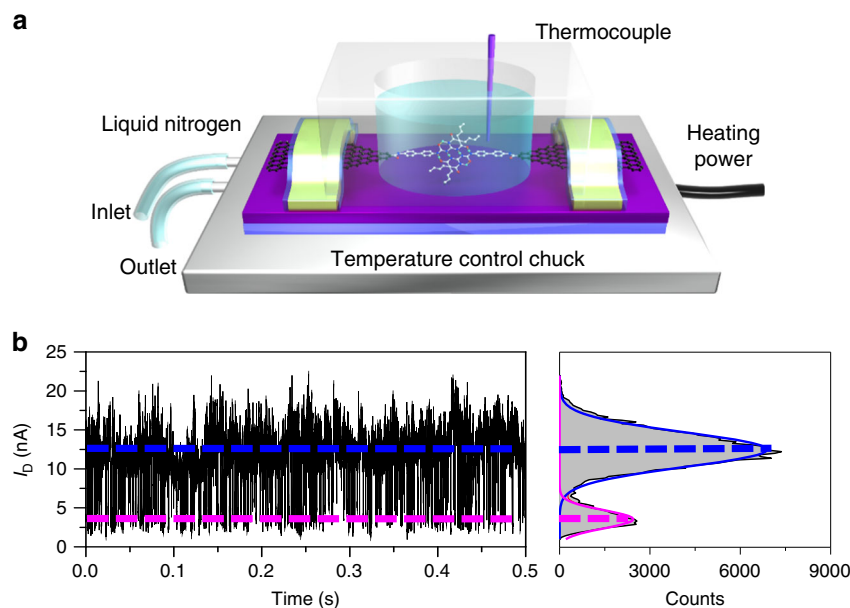 a
Thermocouple
Liquid nitrogen
Heating
power
Inlet
Outlet
Temperature control chuck
b
25
20
15
10
5
0
I_D (nA)
0.0 0.1 0.2 0.3 0.4 0.5
Time (s)
0 3000 6000 9000
Counts